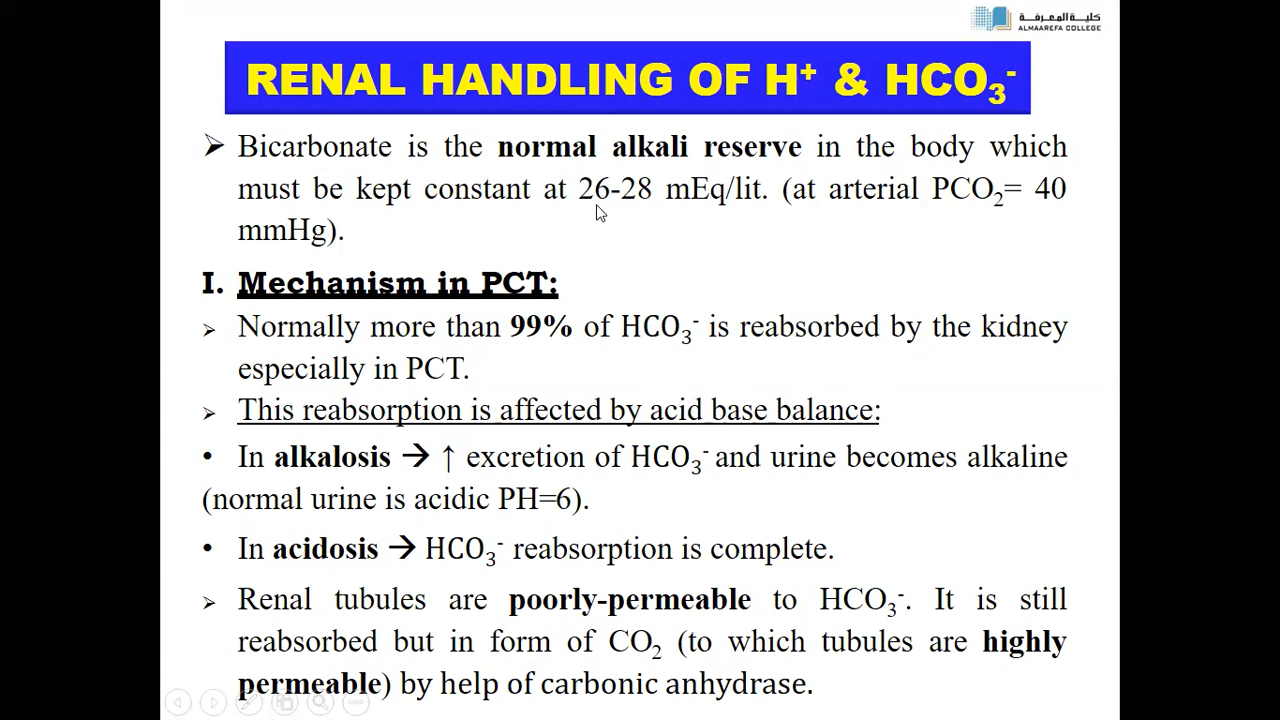 كلية المعرفة
ALMAAREFA COLLEGE
RENAL HANDLING OF H⁺ & HCO₃⁻
➢ Bicarbonate is the normal alkali reserve in the body which
must be kept constant at 26-28 mEq/lit. (at arterial PCO₂= 40
mmHg).
I. Mechanism in PCT:
➢ Normally more than 99% of HCO₃⁻ is reabsorbed by the kidney
especially in PCT.
➢ This reabsorption is affected by acid base balance:
• In alkalosis → ↑ excretion of HCO₃⁻ and urine becomes alkaline
(normal urine is acidic PH=6).
• In acidosis → HCO₃⁻ reabsorption is complete.
➢ Renal tubules are poorly-permeable to HCO₃⁻. It is still
reabsorbed but in form of CO₂ (to which tubules are highly
permeable) by help of carbonic anhydrase.